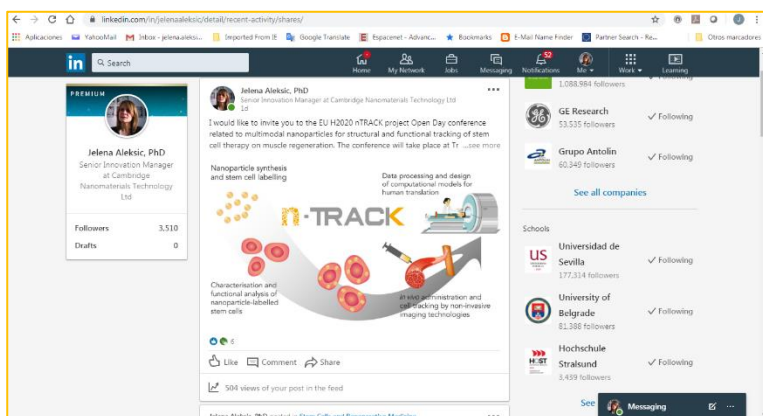 linkedin.com/in/jelenaaleksic/detail/recent-activity/shares/
Aplicaciones
YahooMail
Inbox - jelena.aleksi...
Imported From IE
Google Translate
Espacenet - Advanc...
Bookmarks
E-Mail Name Finder
Partner Search - Re...
Otros marcadores
in
Search
Home
My Network
Jobs
Messaging
52
Notifications
Me
Work
Learning
PREMIUM
Jelena Aleksic, PhD
Senior Innovation Manager
at Cambridge
Nanomaterials Technology
Ltd
Followers 3,510
Drafts 0
Jelena Aleksic, PhD
Senior Innovation Manager at Cambridge Nanomaterials Technology Ltd
1d
I would like to invite you to the EU H2020 nTRACK project Open Day conference
related to multimodal nanoparticles for structural and functional tracking of stem
cell therapy on muscle regeneration. The conference will take place at Tr ...see more
Nanoparticle synthesis
and stem cell labelling
Data processing and design
of computational models for
human translation
n-TRACK
Characterisation and
functional analysis of
nanoparticle-labelled
stem cells
in vivo administration and
cell tracking by non-invasive
imaging technologies
6
Like
Comment
Share
504 views of your post in the feed
1,088,984 followers
Following
GE Research
53,535 followers
Following
Grupo Antolin
60,349 followers
Following
See all companies
Schools
US
Universidad de
Sevilla
177,314 followers
Following
University of
Belgrade
81,388 followers
Following
HOST
Hochschule
Stralsund
3,439 followers
Following
See
Messaging